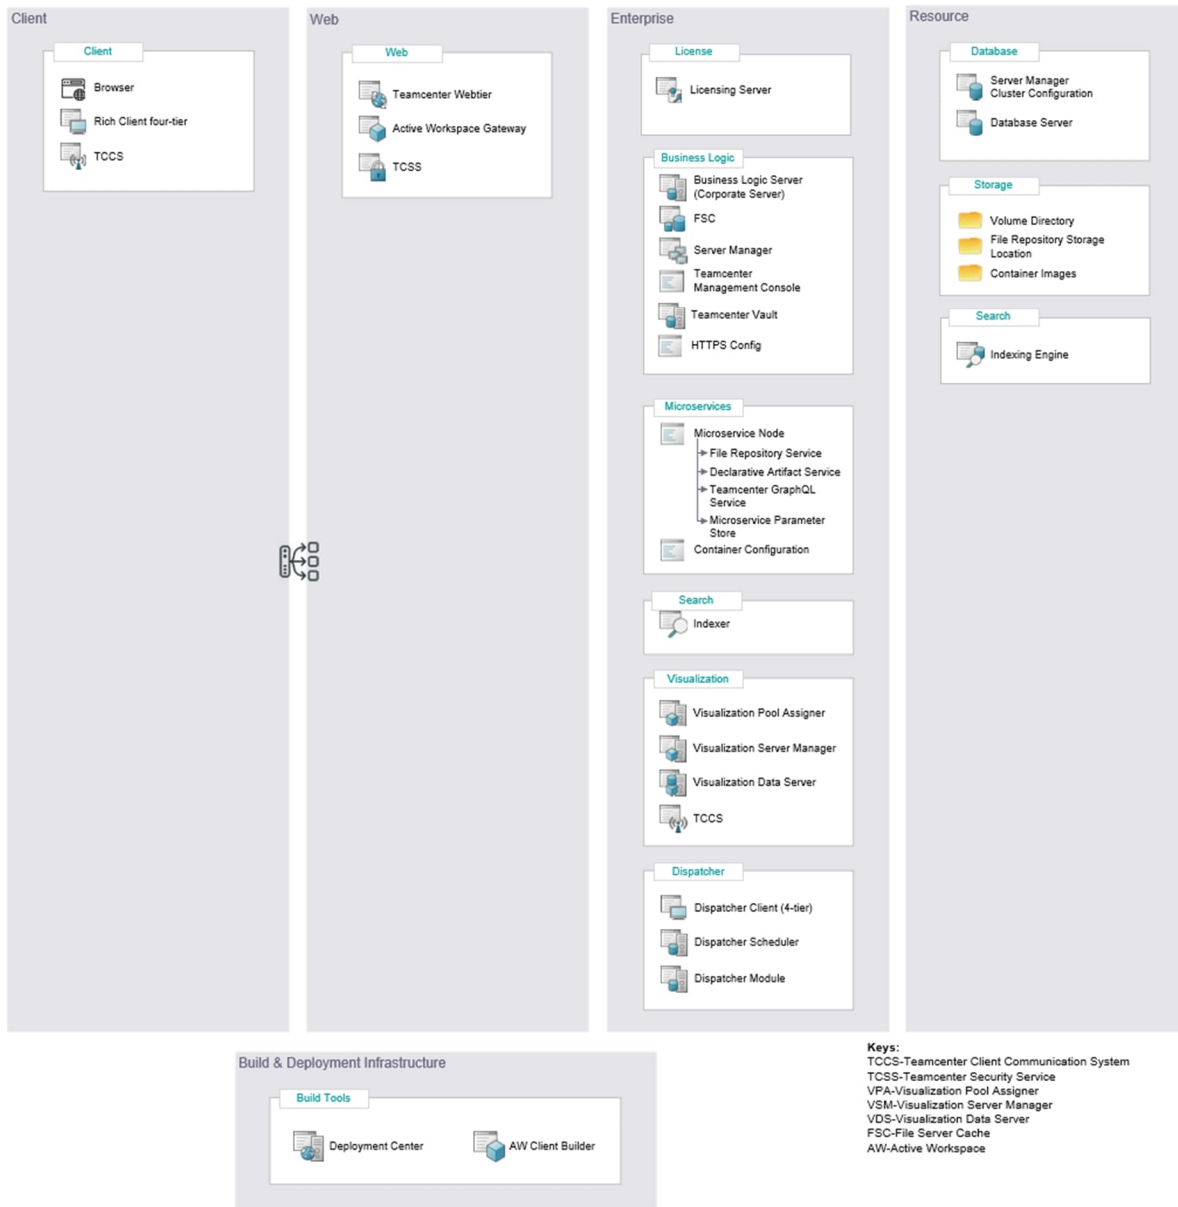 Client
Client
Browser
Rich Client four-tier
TCCS
Web
Web
Teamcenter Webtier
Active Workspace Gateway
TCSS
Enterprise
License
Licensing Server
Business Logic
Business Logic Server
(Corporate Server)
FSC
Server Manager
Teamcenter
Management Console
Teamcenter Vault
HTTPS Config
Microservices
Microservice Node
File Repository Service
Declarative Artifact Service
Teamcenter GraphQL
Service
Microservice Parameter
Store
Container Configuration
Search
Indexer
Visualization
Visualization Pool Assigner
Visualization Server Manager
Visualization Data Server
TCCS
Dispatcher
Dispatcher Client (4-tier)
Dispatcher Scheduler
Dispatcher Module
Resource
Database
Server Manager
Cluster Configuration
Database Server
Storage
Volume Directory
File Repository Storage
Location
Container Images
Search
Indexing Engine
Build & Deployment Infrastructure
Build Tools
Deployment Center
AW Client Builder
Keys:
TCCS-Teamcenter Client Communication System
TCSS-Teamcenter Security Service
VPA-Visualization Pool Assigner
VSM-Visualization Server Manager
VDS-Visualization Data Server
FSC-File Server Cache
AW-Active Workspace